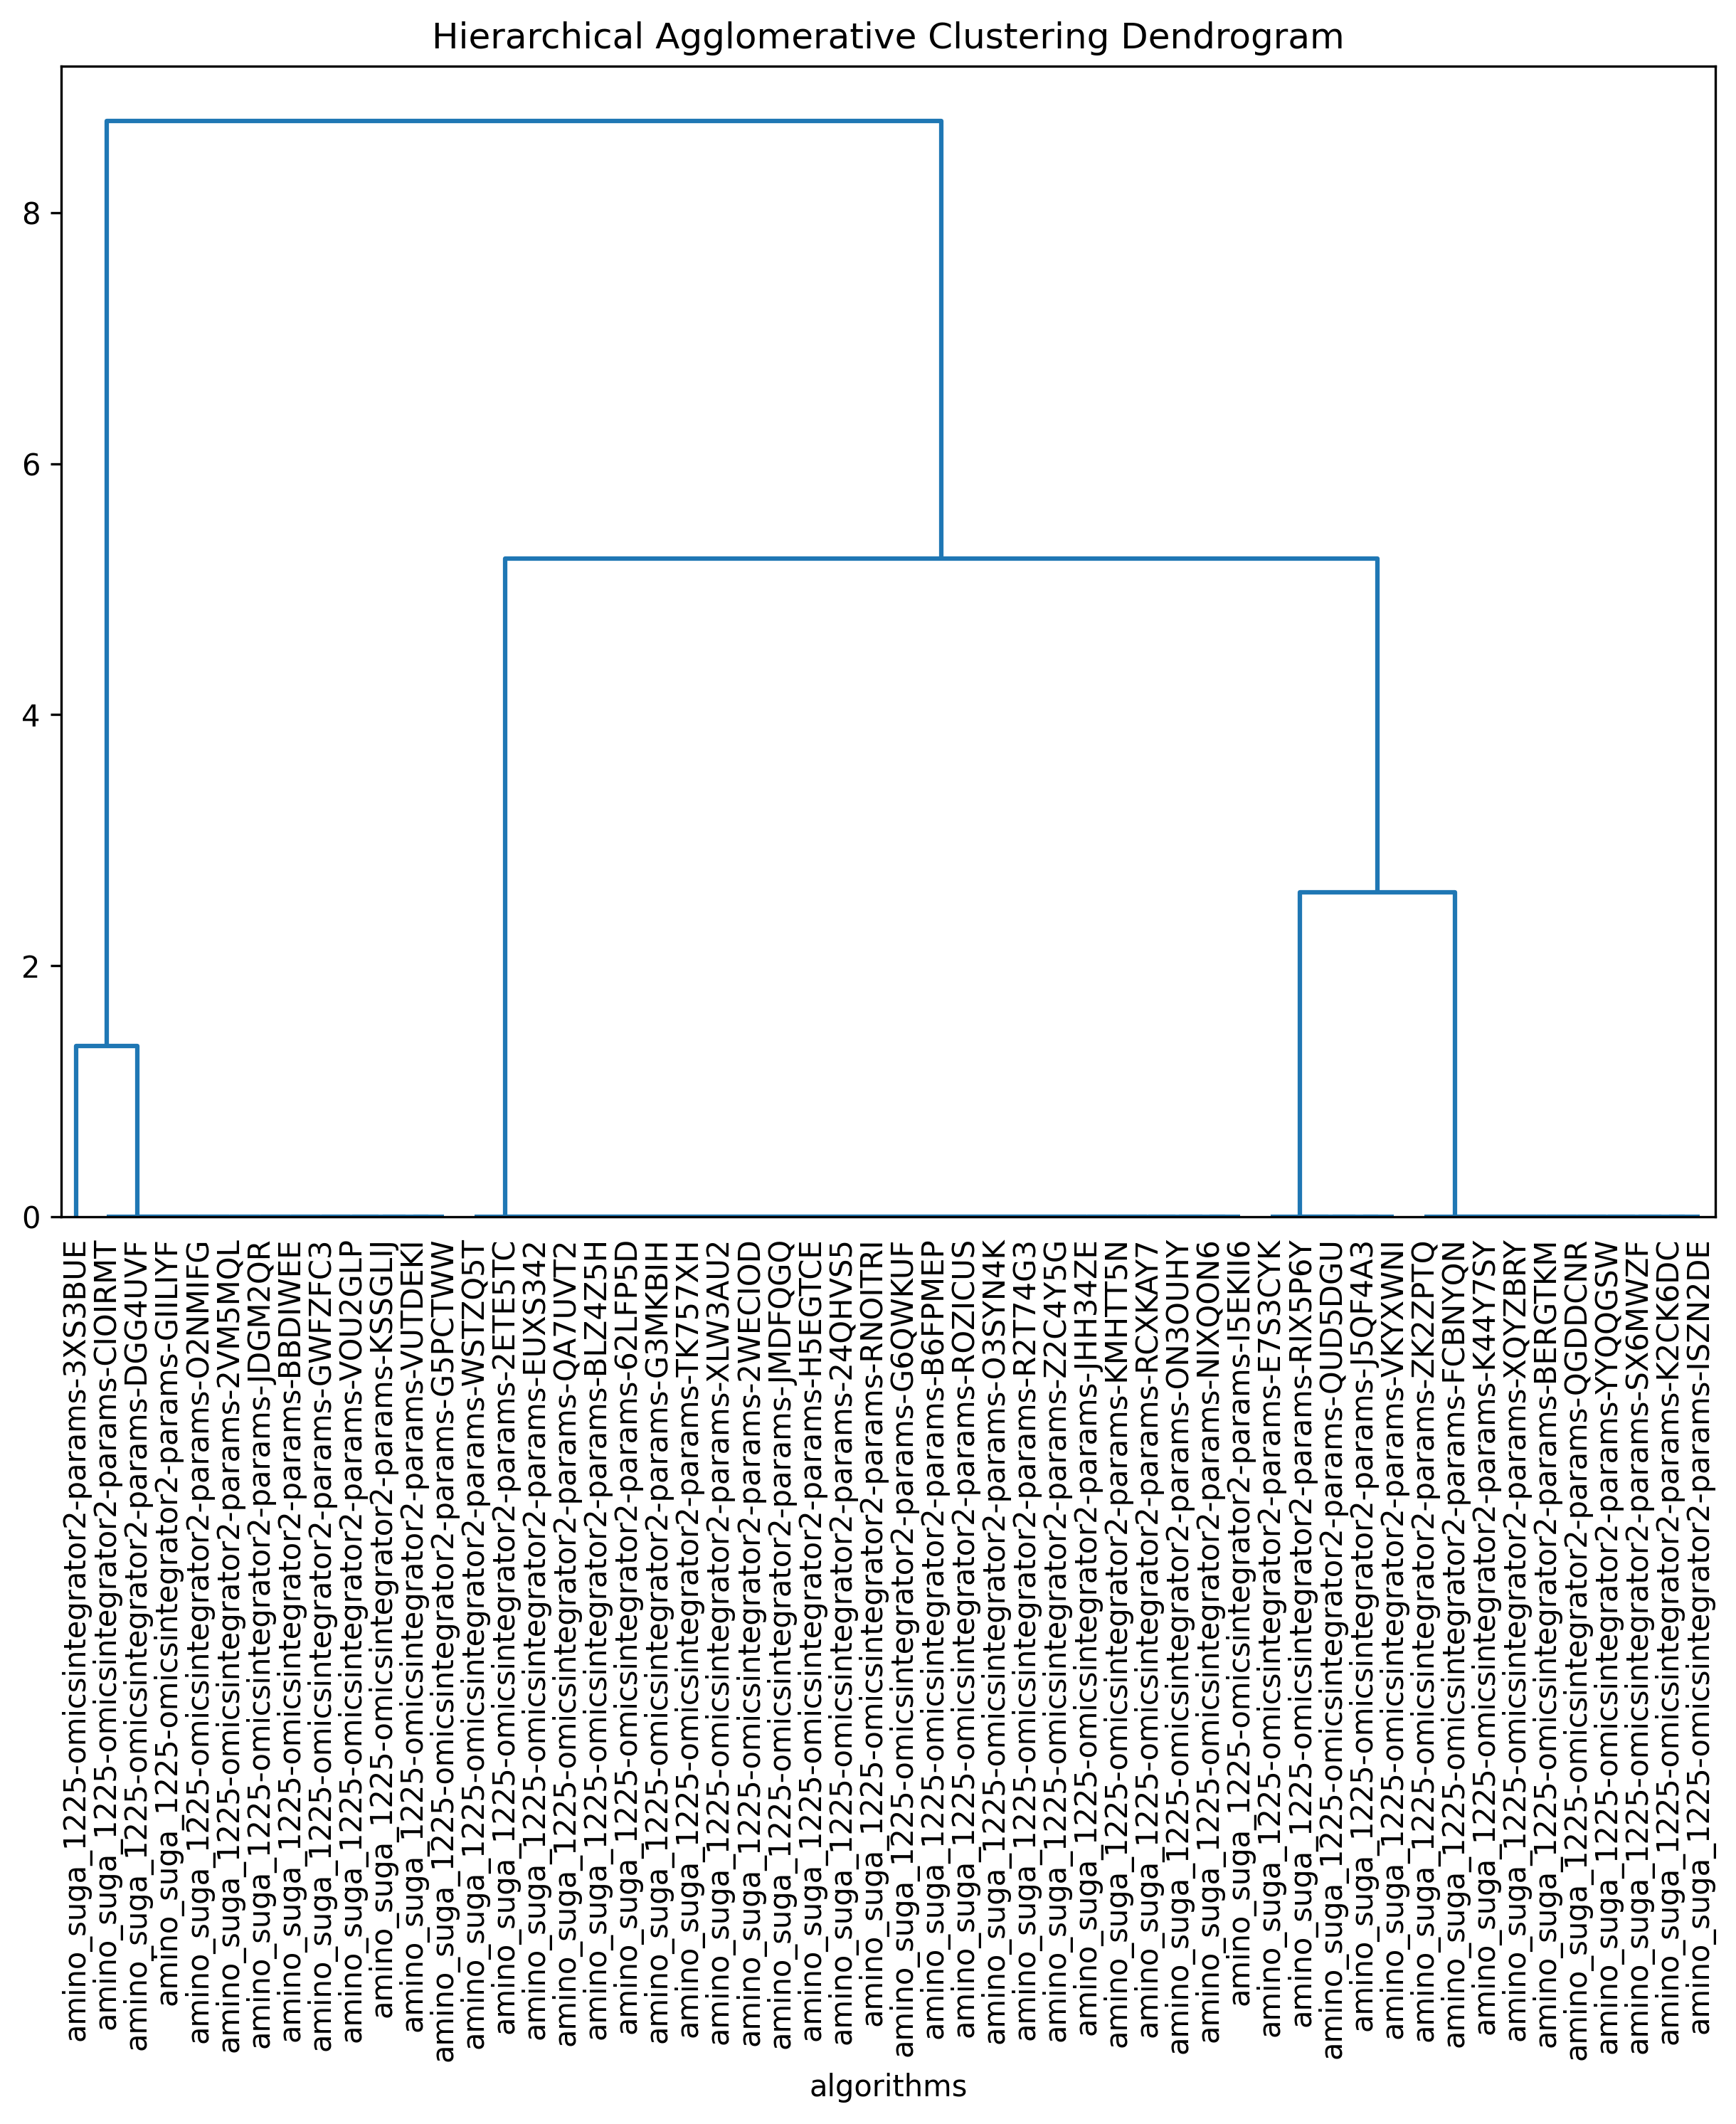 Hierarchical Agglomerative Clustering Dendrogram
8
6
4
2
0
amino_suga_1225-omicsintegrator2-params-3XS3BUE
amino_suga_1225-omicsintegrator2-params-CIOIRMT
amino_suga_1225-omicsintegrator2-params-DGG4UVF
amino_suga_1225-omicsintegrator2-params-GIILIYF
amino_suga_1225-omicsintegrator2-params-O2NMIFG
amino_suga_1225-omicsintegrator2-params-2VM5MQL
amino_suga_1225-omicsintegrator2-params-JDGM2QR
amino_suga_1225-omicsintegrator2-params-BBDIWEE
amino_suga_1225-omicsintegrator2-params-GWFZFC3
amino_suga_1225-omicsintegrator2-params-VOU2GLP
amino_suga_1225-omicsintegrator2-params-KSSGLIJ
amino_suga_1225-omicsintegrator2-params-VUTDEKI
amino_suga_1225-omicsintegrator2-params-G5PCTWW
amino_suga_1225-omicsintegrator2-params-WSTZQ5T
amino_suga_1225-omicsintegrator2-params-2ETE5TC
amino_suga_1225-omicsintegrator2-params-EUXS342
amino_suga_1225-omicsintegrator2-params-QA7UVT2
amino_suga_1225-omicsintegrator2-params-BLZ4Z5H
amino_suga_1225-omicsintegrator2-params-62LFP5D
amino_suga_1225-omicsintegrator2-params-G3MKBIH
amino_suga_1225-omicsintegrator2-params-TK757XH
amino_suga_1225-omicsintegrator2-params-XLW3AU2
amino_suga_1225-omicsintegrator2-params-2WECIOD
amino_suga_1225-omicsintegrator2-params-JMDFQGQ
amino_suga_1225-omicsintegrator2-params-H5EGTCE
amino_suga_1225-omicsintegrator2-params-24QHVS5
amino_suga_1225-omicsintegrator2-params-RNOITRI
amino_suga_1225-omicsintegrator2-params-G6QWKUF
amino_suga_1225-omicsintegrator2-params-B6FPMEP
amino_suga_1225-omicsintegrator2-params-ROZICUS
amino_suga_1225-omicsintegrator2-params-O3SYN4K
amino_suga_1225-omicsintegrator2-params-R2T74G3
amino_suga_1225-omicsintegrator2-params-Z2C4Y5G
amino_suga_1225-omicsintegrator2-params-JHH34ZE
amino_suga_1225-omicsintegrator2-params-KMHTT5N
amino_suga_1225-omicsintegrator2-params-RCXKAY7
amino_suga_1225-omicsintegrator2-params-ON3OUHY
amino_suga_1225-omicsintegrator2-params-NIXQON6
amino_suga_1225-omicsintegrator2-params-I5EKII6
amino_suga_1225-omicsintegrator2-params-E7S3CYK
amino_suga_1225-omicsintegrator2-params-RIX5P6Y
amino_suga_1225-omicsintegrator2-params-QUD5DGU
amino_suga_1225-omicsintegrator2-params-J5QF4A3
amino_suga_1225-omicsintegrator2-params-VKYXWNI
amino_suga_1225-omicsintegrator2-params-ZK2ZPTQ
amino_suga_1225-omicsintegrator2-params-FCBNYQN
amino_suga_1225-omicsintegrator2-params-K44Y7SY
amino_suga_1225-omicsintegrator2-params-XQYZBRY
amino_suga_1225-omicsintegrator2-params-BERGTKM
amino_suga_1225-omicsintegrator2-params-QGDDCNR
amino_suga_1225-omicsintegrator2-params-YYQQGSW
amino_suga_1225-omicsintegrator2-params-SX6MWZF
amino_suga_1225-omicsintegrator2-params-K2CK6DC
amino_suga_1225-omicsintegrator2-params-ISZN2DE
algorithms